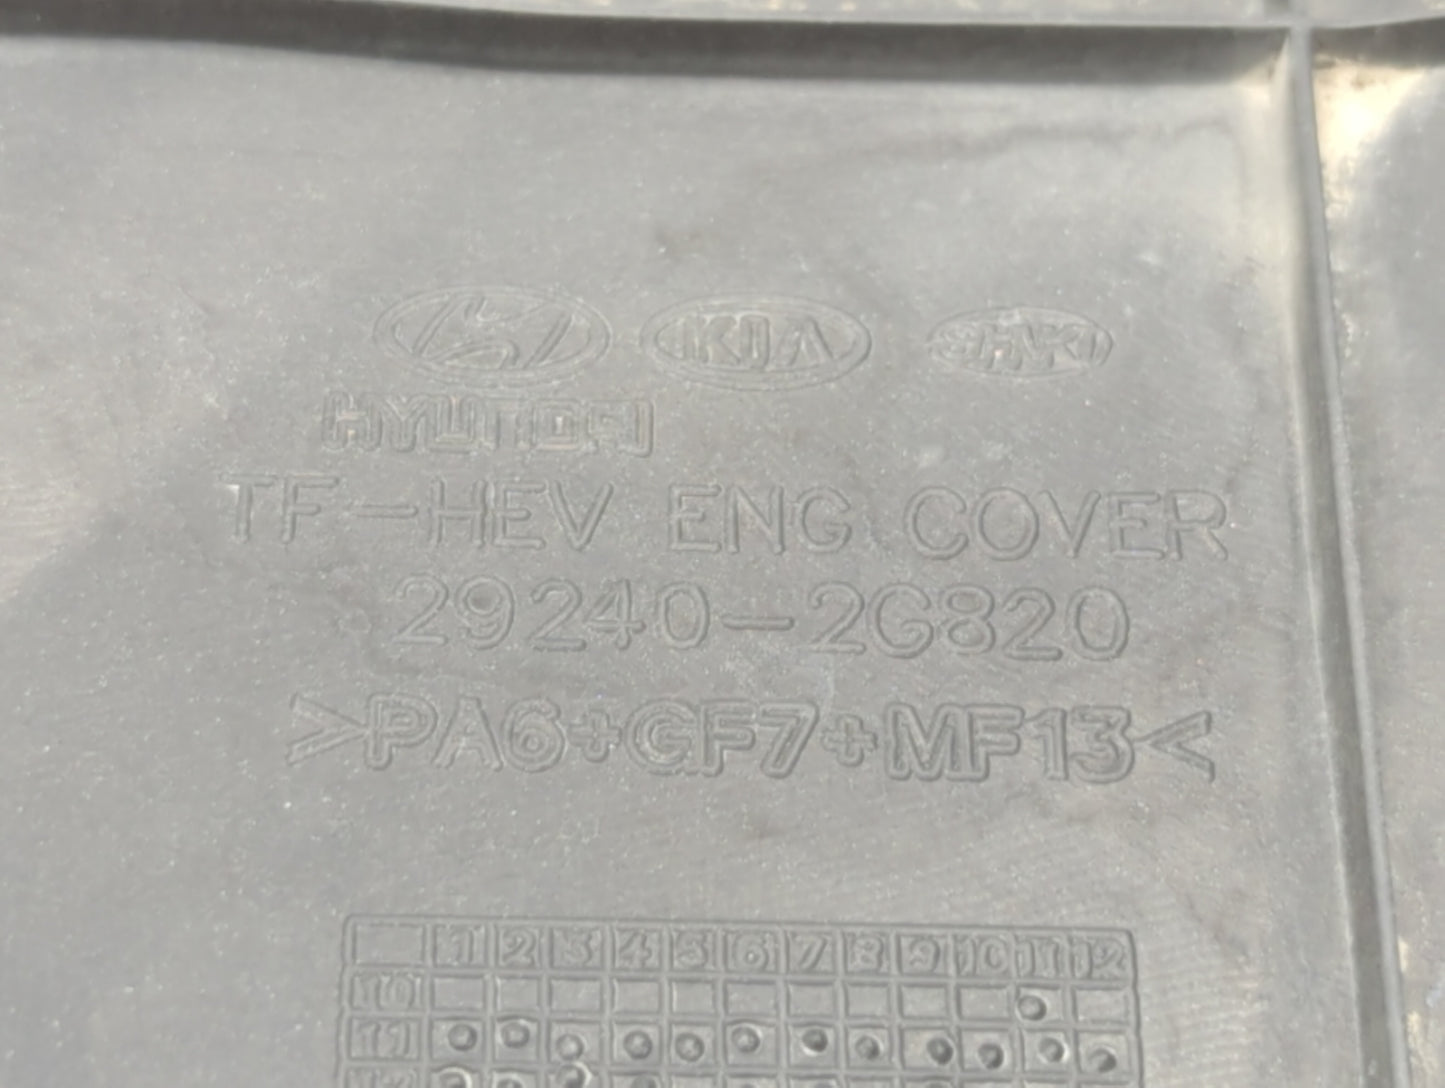 KIA
TF-HEV ENG COVER
29240-2G820
>PA6+GF7+MF13<
1 2 3 4 5 6 7 8 9 10 11 12
10
11